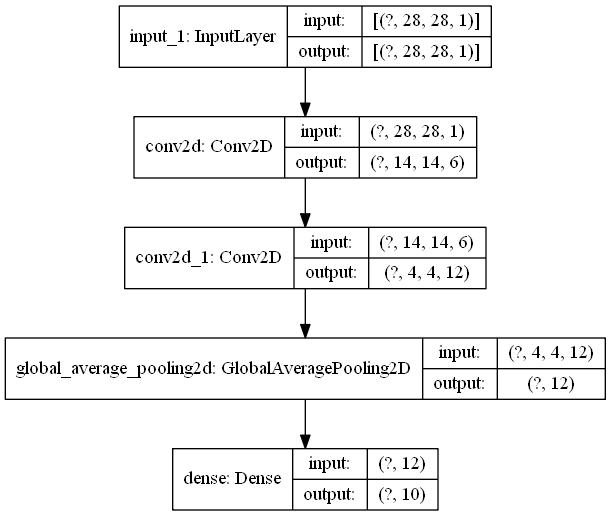 input_1: InputLayer
input:
[(?, 28, 28, 1)]
output:
[(?, 28, 28, 1)]
conv2d: Conv2D
input:
(?, 28, 28, 1)
output:
(?, 14, 14, 6)
conv2d_1: Conv2D
input:
(?, 14, 14, 6)
output:
(?, 4, 4, 12)
global_average_pooling2d: GlobalAveragePooling2D
input:
(?, 4, 4, 12)
output:
(?, 12)
dense: Dense
input:
(?, 12)
output:
(?, 10)